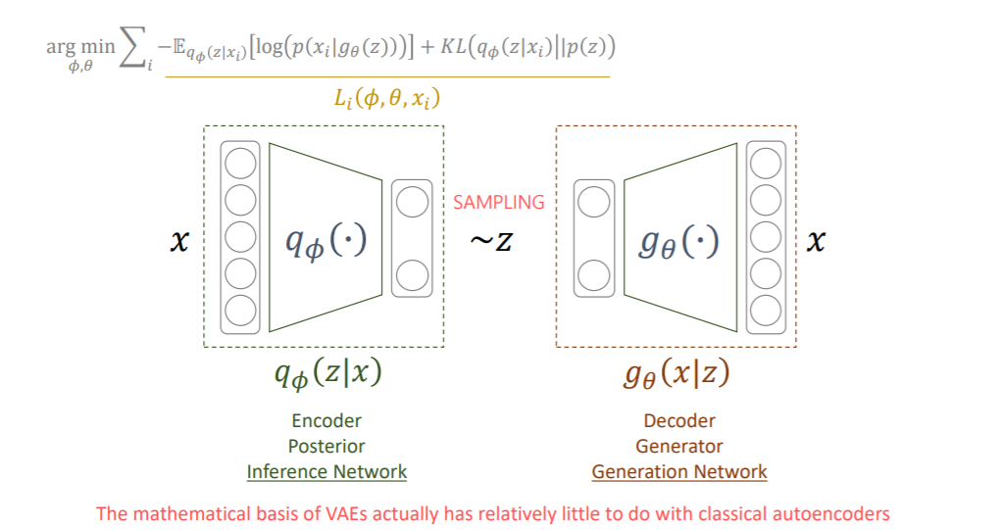 arg min ∑ −𝔼_{q_ϕ(z|x_i)}[log(p(x_i|g_θ(z)))] + KL(q_ϕ(z|x_i)||p(z))
ϕ,θ i
L_i(ϕ, θ, x_i)
x q_ϕ(·) SAMPLING ~z g_θ(·) x
q_ϕ(z|x) g_θ(x|z)
Encoder Decoder
Posterior Generator
Inference Network Generation Network
The mathematical basis of VAEs actually has relatively little to do with classical autoencoders